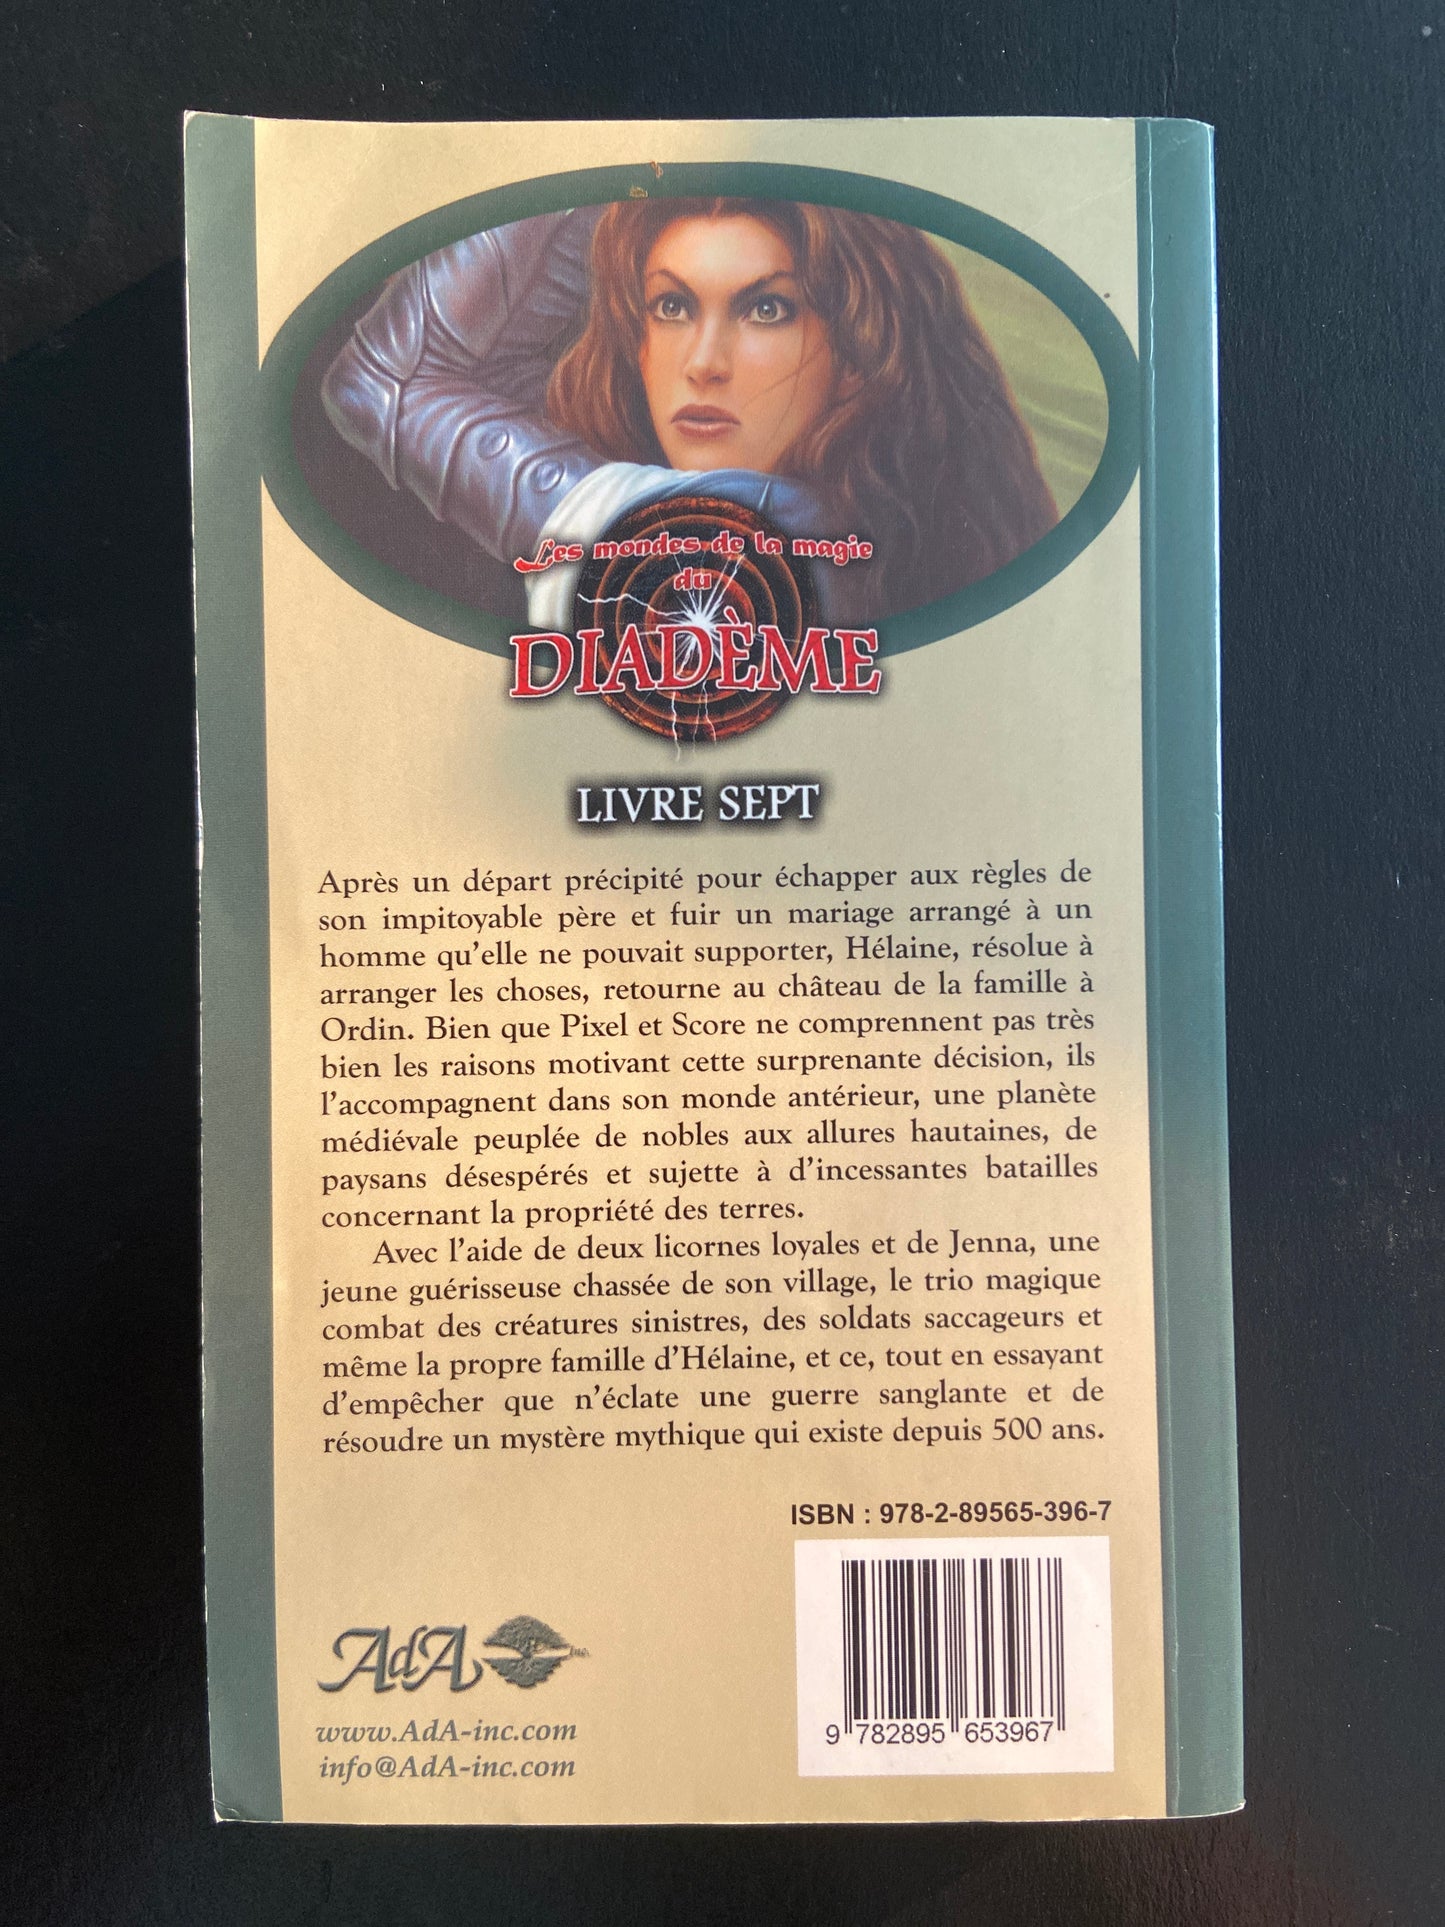 Les mondes de la magie
du
DIADÈME
LIVRE SEPT
Après un départ précipité pour échapper aux règles de
son impitoyable père et fuir un mariage arrangé à un
homme qu'elle ne pouvait supporter, Hélaine, résolue à
arranger les choses, retourne au château de la famille à
Ordin. Bien que Pixel et Score ne comprennent pas très
bien les raisons motivant cette surprenante décision, ils
l'accompagnent dans son monde antérieur, une planète
médiévale peuplée de nobles aux allures hautaines, de
paysans désespérés et sujette à d'incessantes batailles
concernant la propriété des terres.
Avec l'aide de deux licornes loyales et de Jenna, une
jeune guérisseuse chassée de son village, le trio magique
combat des créatures sinistres, des soldats saccageurs et
même la propre famille d'Hélaine, et ce, tout en essayant
d'empêcher que n'éclate une guerre sanglante et de
résoudre un mystère mythique qui existe depuis 500 ans.
ISBN : 978-2-89565-396-7
9 782895 653967
AdA Inc.
www.AdA-inc.com
info@AdA-inc.com